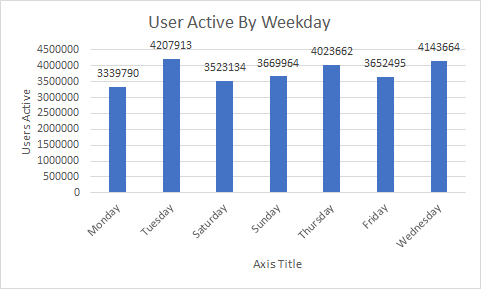 User Active By Weekday
Users Active
4500000
4000000
3500000
3000000
2500000
2000000
1500000
1000000
500000
0
3339790
4207913
3523134
3669964
4023662
3652495
4143664
Monday
Tuesday
Saturday
Sunday
Thursday
Friday
Wednesday
Axis Title